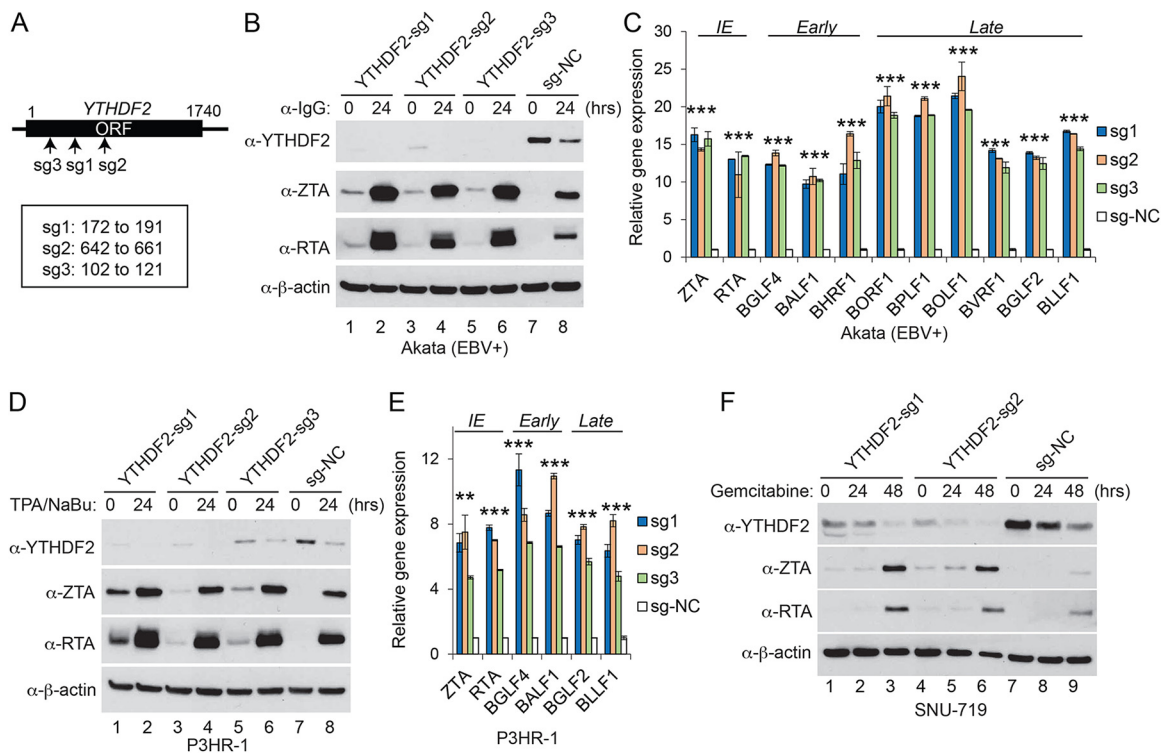 A
1 YTHDF2 1740
ORF
sg3 sg1 sg2
sg1: 172 to 191
sg2: 642 to 661
sg3: 102 to 121
B
YTHDF2-sg1 YTHDF2-sg2 YTHDF2-sg3 sg-NC
α-IgG: 0 24 0 24 0 24 0 24 (hrs)
α-YTHDF2
α-ZTA
α-RTA
α-β-actin
1 2 3 4 5 6 7 8
Akata (EBV+)
C
IE Early Late
Relative gene expression
30
25
20
15
10
5
0
*** *** *** *** *** *** *** *** *** *** ***
sg1
sg2
sg3
sg-NC
ZTA RTA BGLF4 BALF1 BHRF1 BORF1 BPLF1 BOLF1 BVRF1 BGLF2 BLLF1
Akata (EBV+)
D
YTHDF2-sg1 YTHDF2-sg2 YTHDF2-sg3 sg-NC
TPA/NaBu: 0 24 0 24 0 24 0 24 (hrs)
α-YTHDF2
α-ZTA
α-RTA
α-β-actin
1 2 3 4 5 6 7 8
P3HR-1
E
IE Early Late
Relative gene expression
12
8
4
0
** *** *** *** *** ***
sg1
sg2
sg3
sg-NC
ZTA RTA BGLF4 BALF1 BGLF2 BLLF1
P3HR-1
F
YTHDF2-sg1 YTHDF2-sg2 sg-NC
Gemcitabine: 0 24 48 0 24 48 0 24 48 (hrs)
α-YTHDF2
α-ZTA
α-RTA
α-β-actin
1 2 3 4 5 6 7 8 9
SNU-719